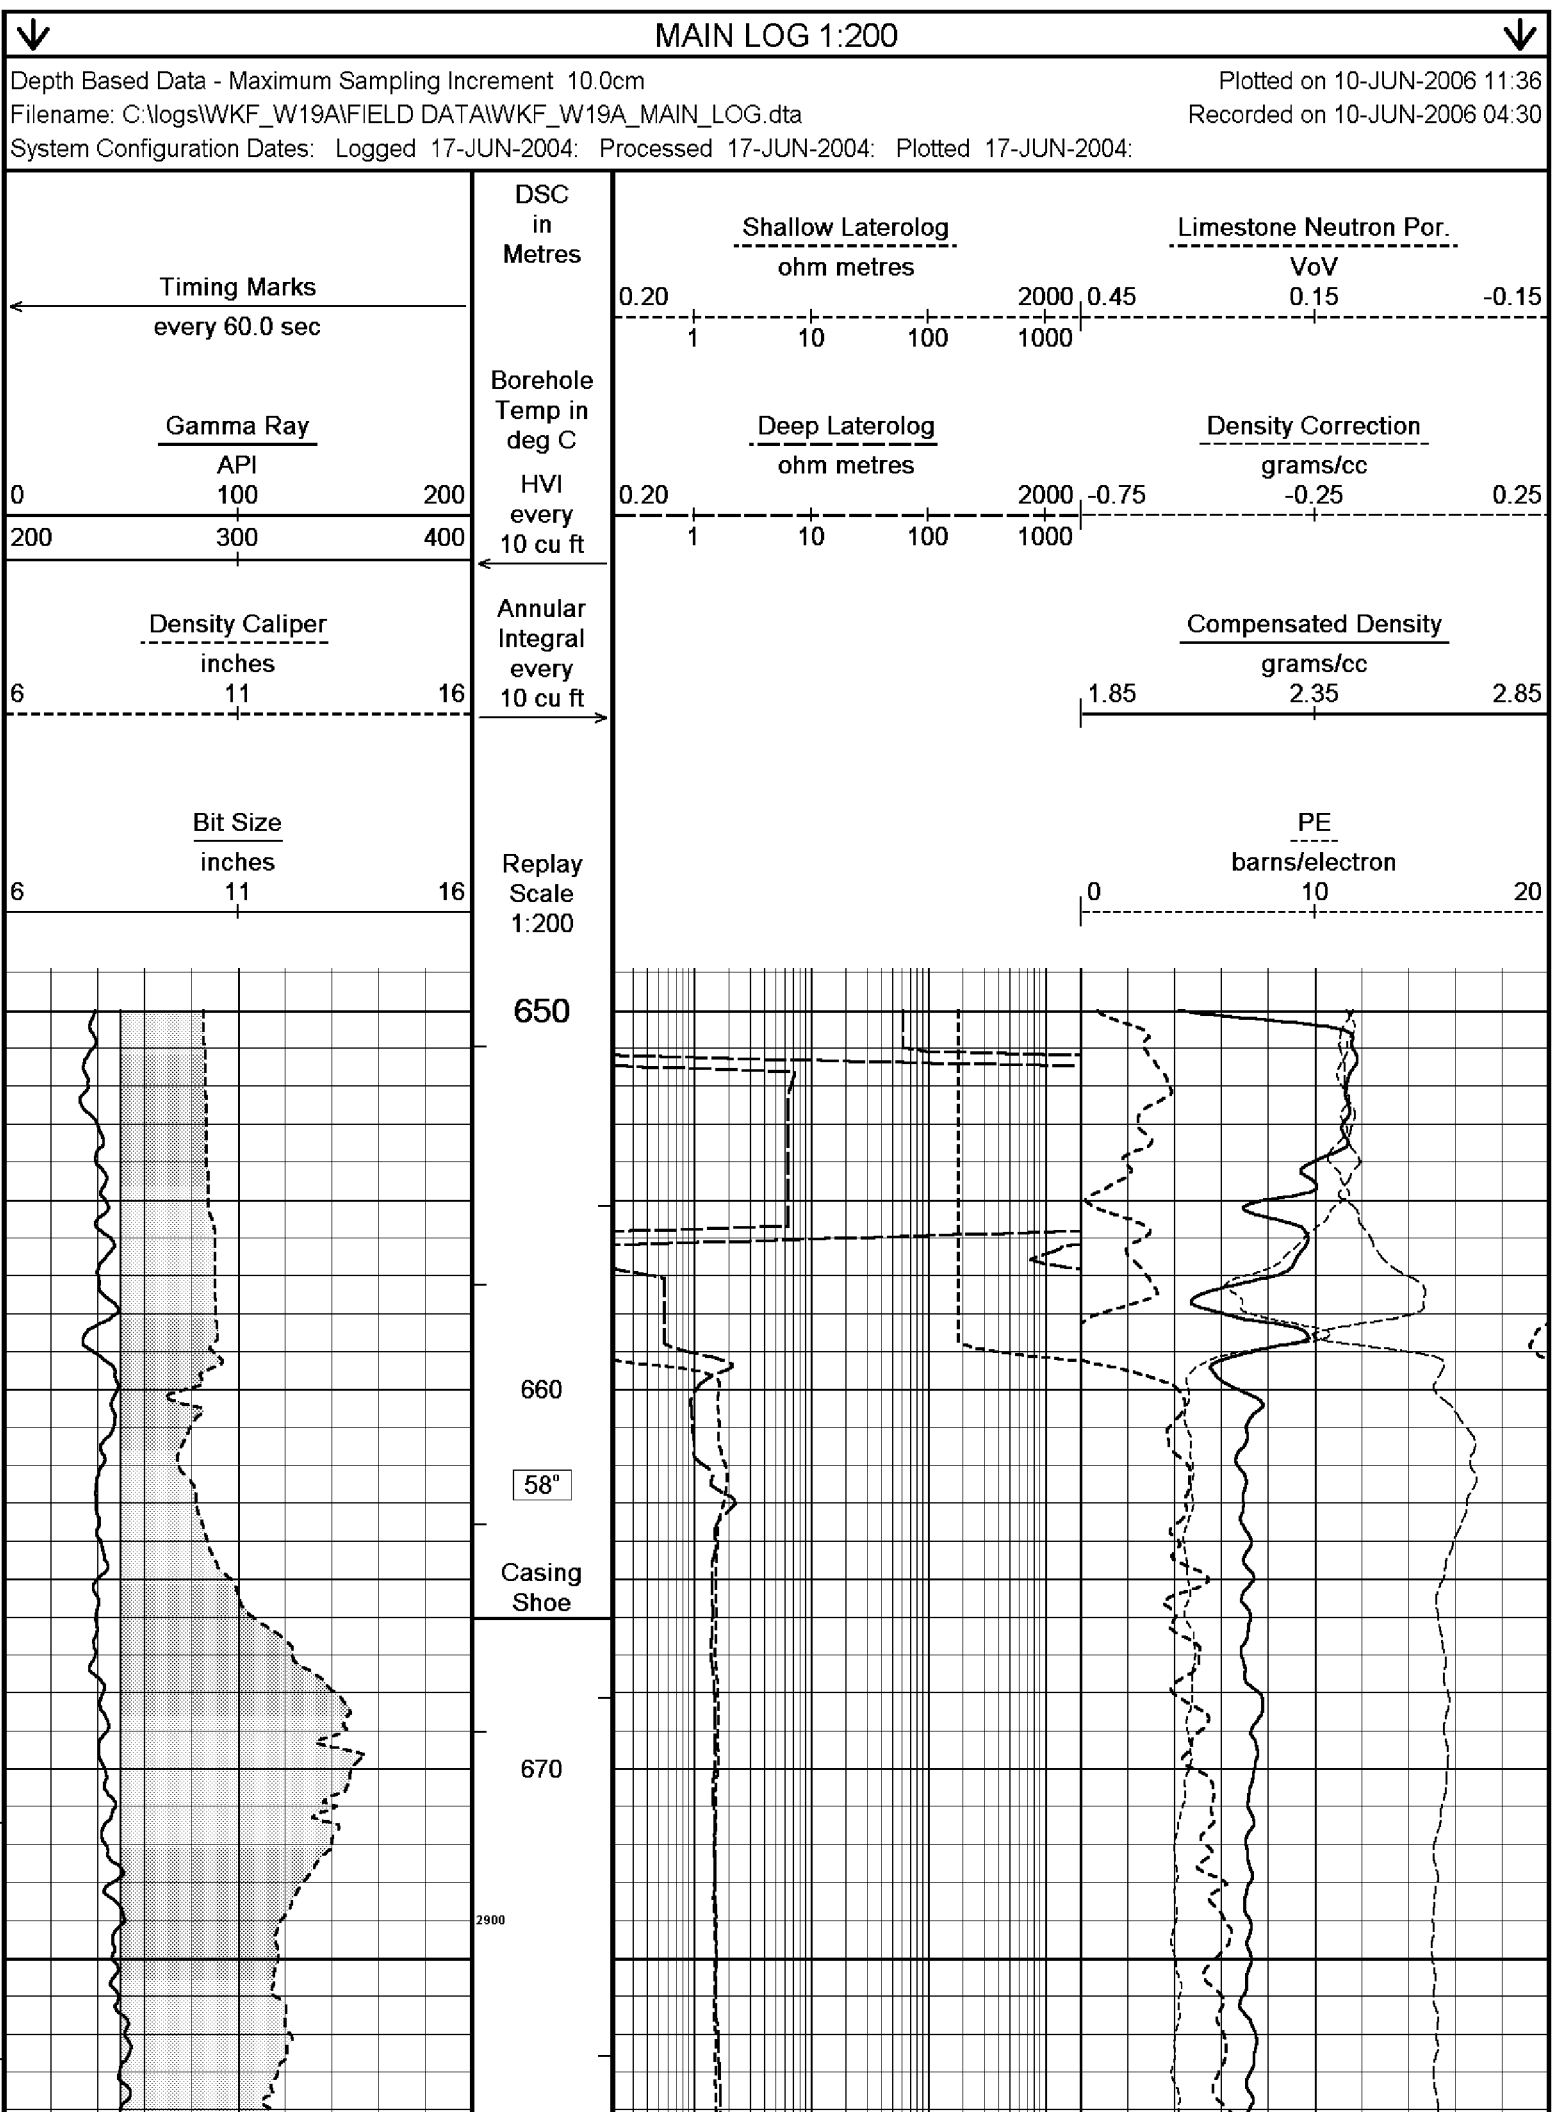 MAIN LOG 1:200
Depth Based Data - Maximum Sampling Increment 10.0cm
Plotted on 10-JUN-2006 11:36
Filename: C:\logs\WKF_W19A\FIELD DATA\WKF_W19A_MAIN_LOG.dta
Recorded on 10-JUN-2006 04:30
System Configuration Dates: Logged 17-JUN-2004: Processed 17-JUN-2004: Plotted 17-JUN-2004:
Timing Marks
every 60.0 sec
Gamma Ray
API
0 100 200
200 300 400
Density Caliper
inches
6 11 16
Bit Size
inches
6 11 16
DSC
in
Metres
Borehole
Temp in
deg C
HVI
every
10 cu ft
Annular
Integral
every
10 cu ft
Replay
Scale
1:200
Shallow Laterolog
ohm metres
0.20 2000
1 10 100 1000
Deep Laterolog
ohm metres
0.20 2000
1 10 100 1000
Limestone Neutron Por.
VoV
0.45 0.15 -0.15
Density Correction
grams/cc
-0.75 -0.25 0.25
Compensated Density
grams/cc
1.85 2.35 2.85
PE
barns/electron
0 10 20
650
660
58°
Casing
Shoe
670
2900